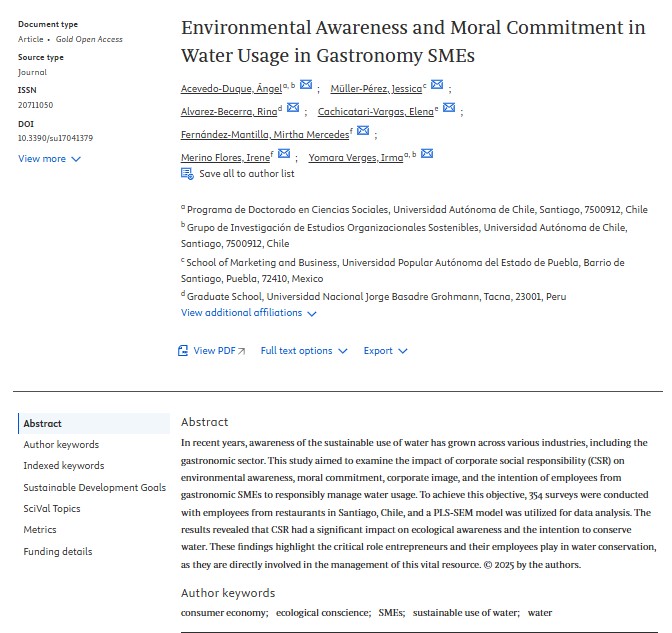 Document type
Article • Gold Open Access
Source type
Journal
ISSN
20711050
DOI
10.3390/su17041379
View more
Environmental Awareness and Moral Commitment in
Water Usage in Gastronomy SMEs
Acevedo-Duque, Ángel a, b ; Müller-Pérez, Jessica c ;
Alvarez-Becerra, Rina d ; Cachicatari-Vargas, Elena e ;
Fernández-Mantilla, Mirtha Mercedes f ;
Merino Flores, Irene f ; Yomara Verges, Irma a, b
Save all to author list
a Programa de Doctorado en Ciencias Sociales, Universidad Autónoma de Chile, Santiago, 7500912, Chile
b Grupo de Investigación de Estudios Organizacionales Sostenibles, Universidad Autónoma de Chile,
Santiago, 7500912, Chile
c School of Marketing and Business, Universidad Popular Autónoma del Estado de Puebla, Barrio de
Santiago, Puebla, 72410, Mexico
d Graduate School, Universidad Nacional Jorge Basadre Grohmann, Tacna, 23001, Peru
View additional affiliations
View PDF Full text options Export
Abstract
Author keywords
Indexed keywords
Sustainable Development Goals
SciVal Topics
Metrics
Funding details
Abstract
In recent years, awareness of the sustainable use of water has grown across various industries, including the
gastronomic sector. This study aimed to examine the impact of corporate social responsibility (CSR) on
environmental awareness, moral commitment, corporate image, and the intention of employees from
gastronomic SMEs to responsibly manage water usage. To achieve this objective, 354 surveys were conducted
with employees from restaurants in Santiago, Chile, and a PLS-SEM model was utilized for data analysis. The
results revealed that CSR had a significant impact on ecological awareness and the intention to conserve
water. These findings highlight the critical role entrepreneurs and their employees play in water conservation,
as they are directly involved in the management of this vital resource. © 2025 by the authors.
Author keywords
consumer economy; ecological conscience; SMEs; sustainable use of water; water